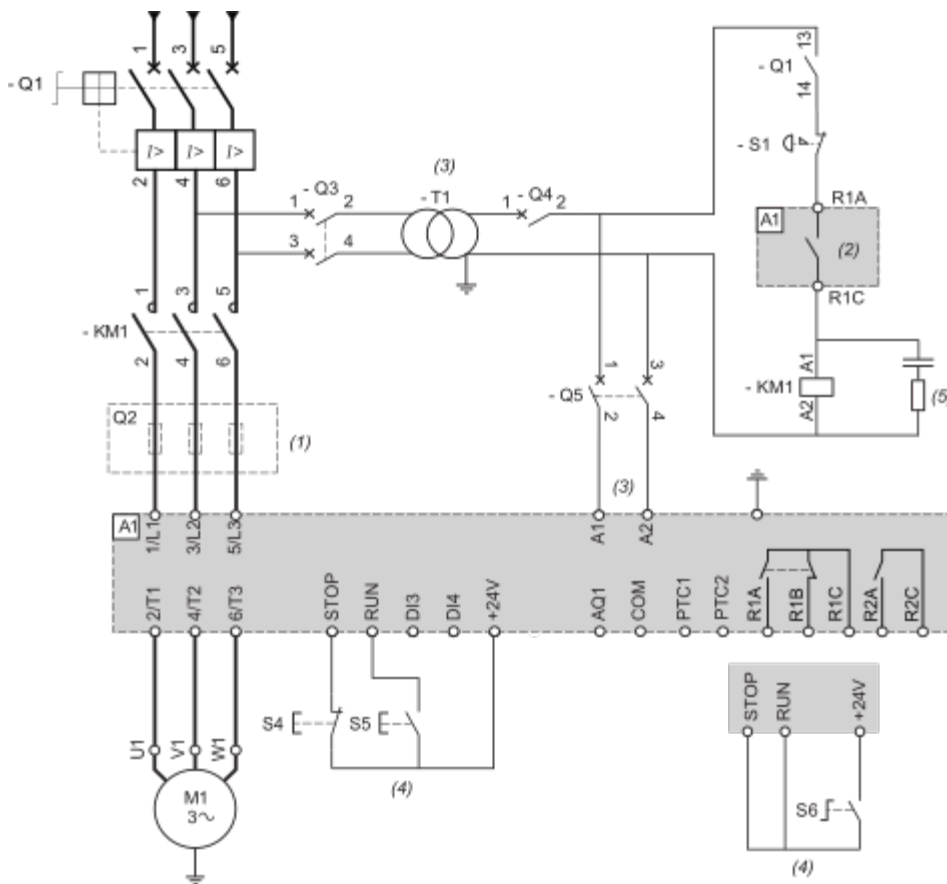 1 3 5
- Q1
I> I> I>
2 4 6
(3)
- Q3
1 2
3 4
- T1
- Q4
1 2
13
- Q1
14
- S1
R1A
A1
(2)
R1C
1 3 5
- KM1
2 4 6
1 3
- Q5
2 4
A1
- KM1
A2
(5)
Q2
(1)
(3)
A1
1/L1 3/L2 5/L3
A1 A2
2/T1 4/T2 6/T3
STOP RUN DI3 DI4 +24V
AQ1 COM PTC1 PTC2
R1A R1B R1C R2A R2C
S4 S5
(4)
U1 V1 W1
M1
3~
STOP RUN +24V
S6
(4)